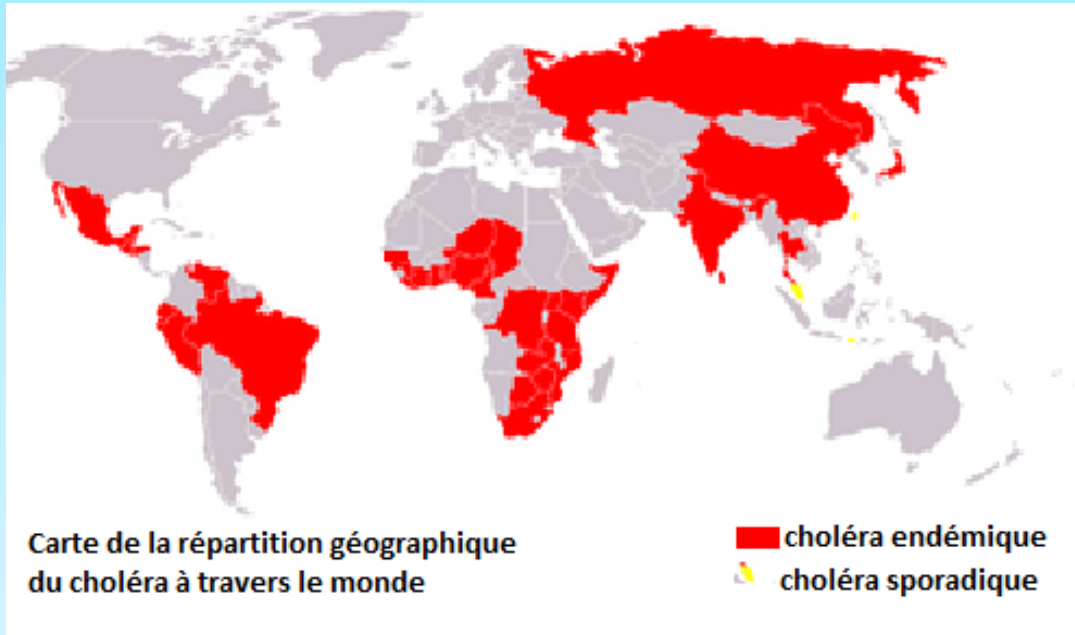 Carte de la répartition géographique
du choléra à travers le monde
choléra endémique
choléra sporadique